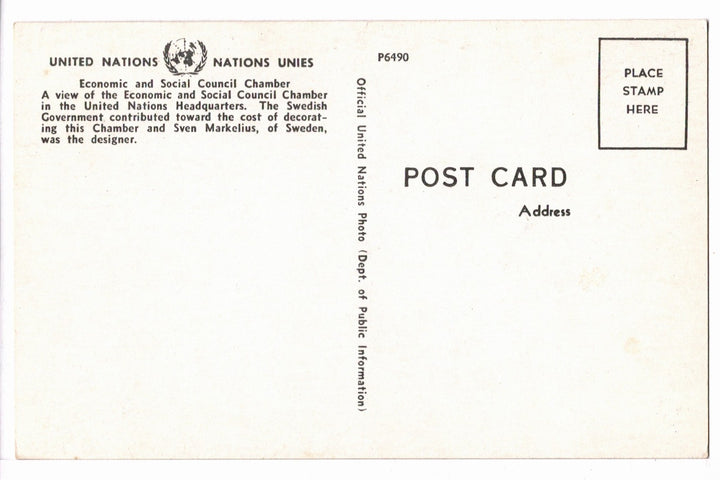 UNITED NATIONS NATIONS UNIES
Economic and Social Council Chamber
A view of the Economic and Social Council Chamber
in the United Nations Headquarters. The Swedish
Government contributed toward the cost of decorat-
ing this Chamber and Sven Markelius, of Sweden,
was the designer.
Official United Nations Photo (Dept. of Public Information)
P6490
PLACE
STAMP
HERE
POST CARD
Address